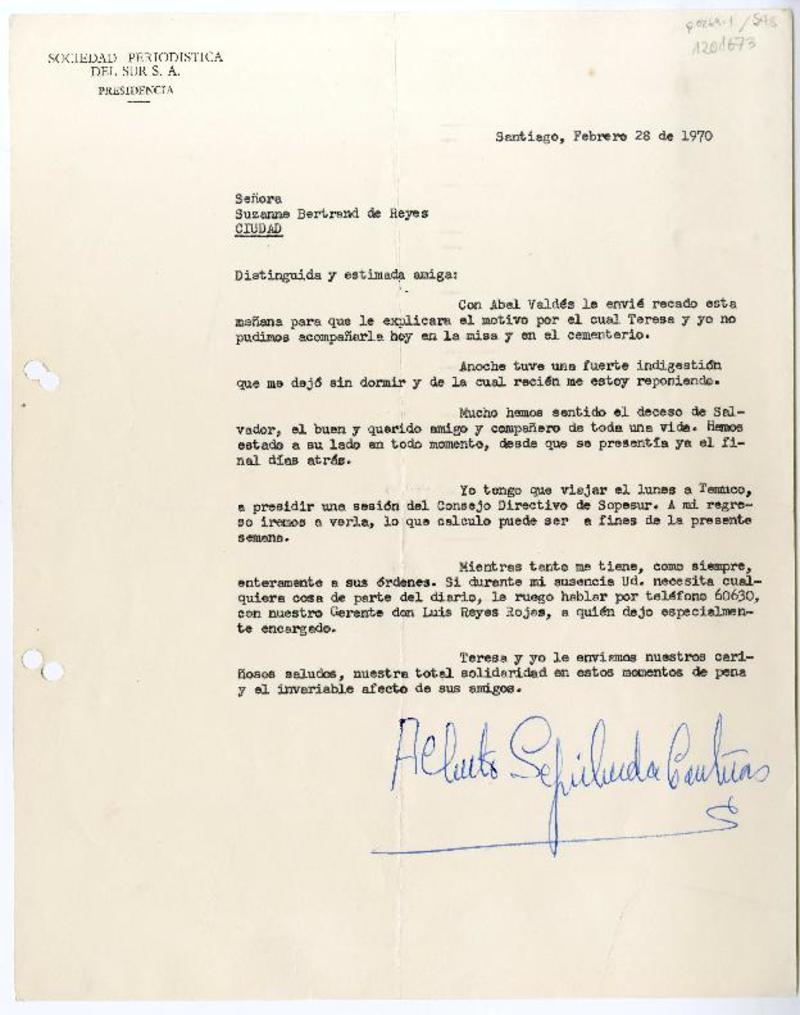 1201673
SOCIEDAD PERIODISTICA
DEL SUR S. A.
PRESIDENCIA
Santiago, Febrero 28 de 1970
Señora
Suzanne Bertrand de Reyes
CIUDAD
Distinguida y estimada amiga:
Con Abel Valdés le envié recado esta
mañana para que le explicara el motivo por el cual Teresa y yo no
pudimos acompañarla hoy en la misa y en el cementerio.
Anoche tuve una fuerte indigestión
que me dejó sin dormir y de la cual recién me estoy reponiendo.
Mucho hemos sentido el deceso de Sal-
vador, el buen y querido amigo y compañero de toda una vida. Hemos
estado a su lado en todo momento, desde que se presentía ya el fi-
nal días atrás.
Yo tengo que viajar el lunes a Temuco,
a presidir una sesión del Consejo Directivo de Sopesur. A mi regre-
so iremos a verla, lo que calculo puede ser a fines de la presente
semana.
Mientras tanto me tiene, como siempre,
enteramente a sus órdenes. Si durante mi ausencia Ud. necesita cual-
quiera cosa de parte del diario, le ruego hablar por teléfono 60630,
con nuestro Gerente don Luis Reyes Rojas, a quién dejo especialmen-
te encargado.
Teresa y yo le enviamos nuestros cari-
ñosos saludos, nuestra total solidaridad en estos momentos de pena
y el invariable afecto de sus amigos.
Alberto Sepúlveda Contreras